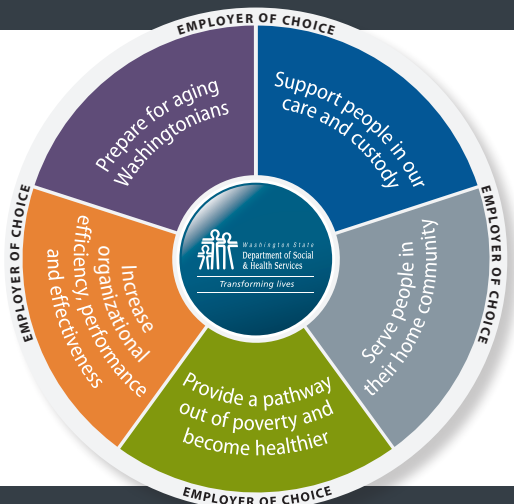 EMPLOYER OF CHOICE
Support people in our
care and custody
EMPLOYER OF CHOICE
Serve people in
their home community
EMPLOYER OF CHOICE
Provide a pathway
out of poverty and
become healthier
EMPLOYER OF CHOICE
Increase
organizational
efficiency, performance
and effectiveness
Prepare for aging
Washingtonians
Washington State
Department of Social
& Health Services
Transforming lives